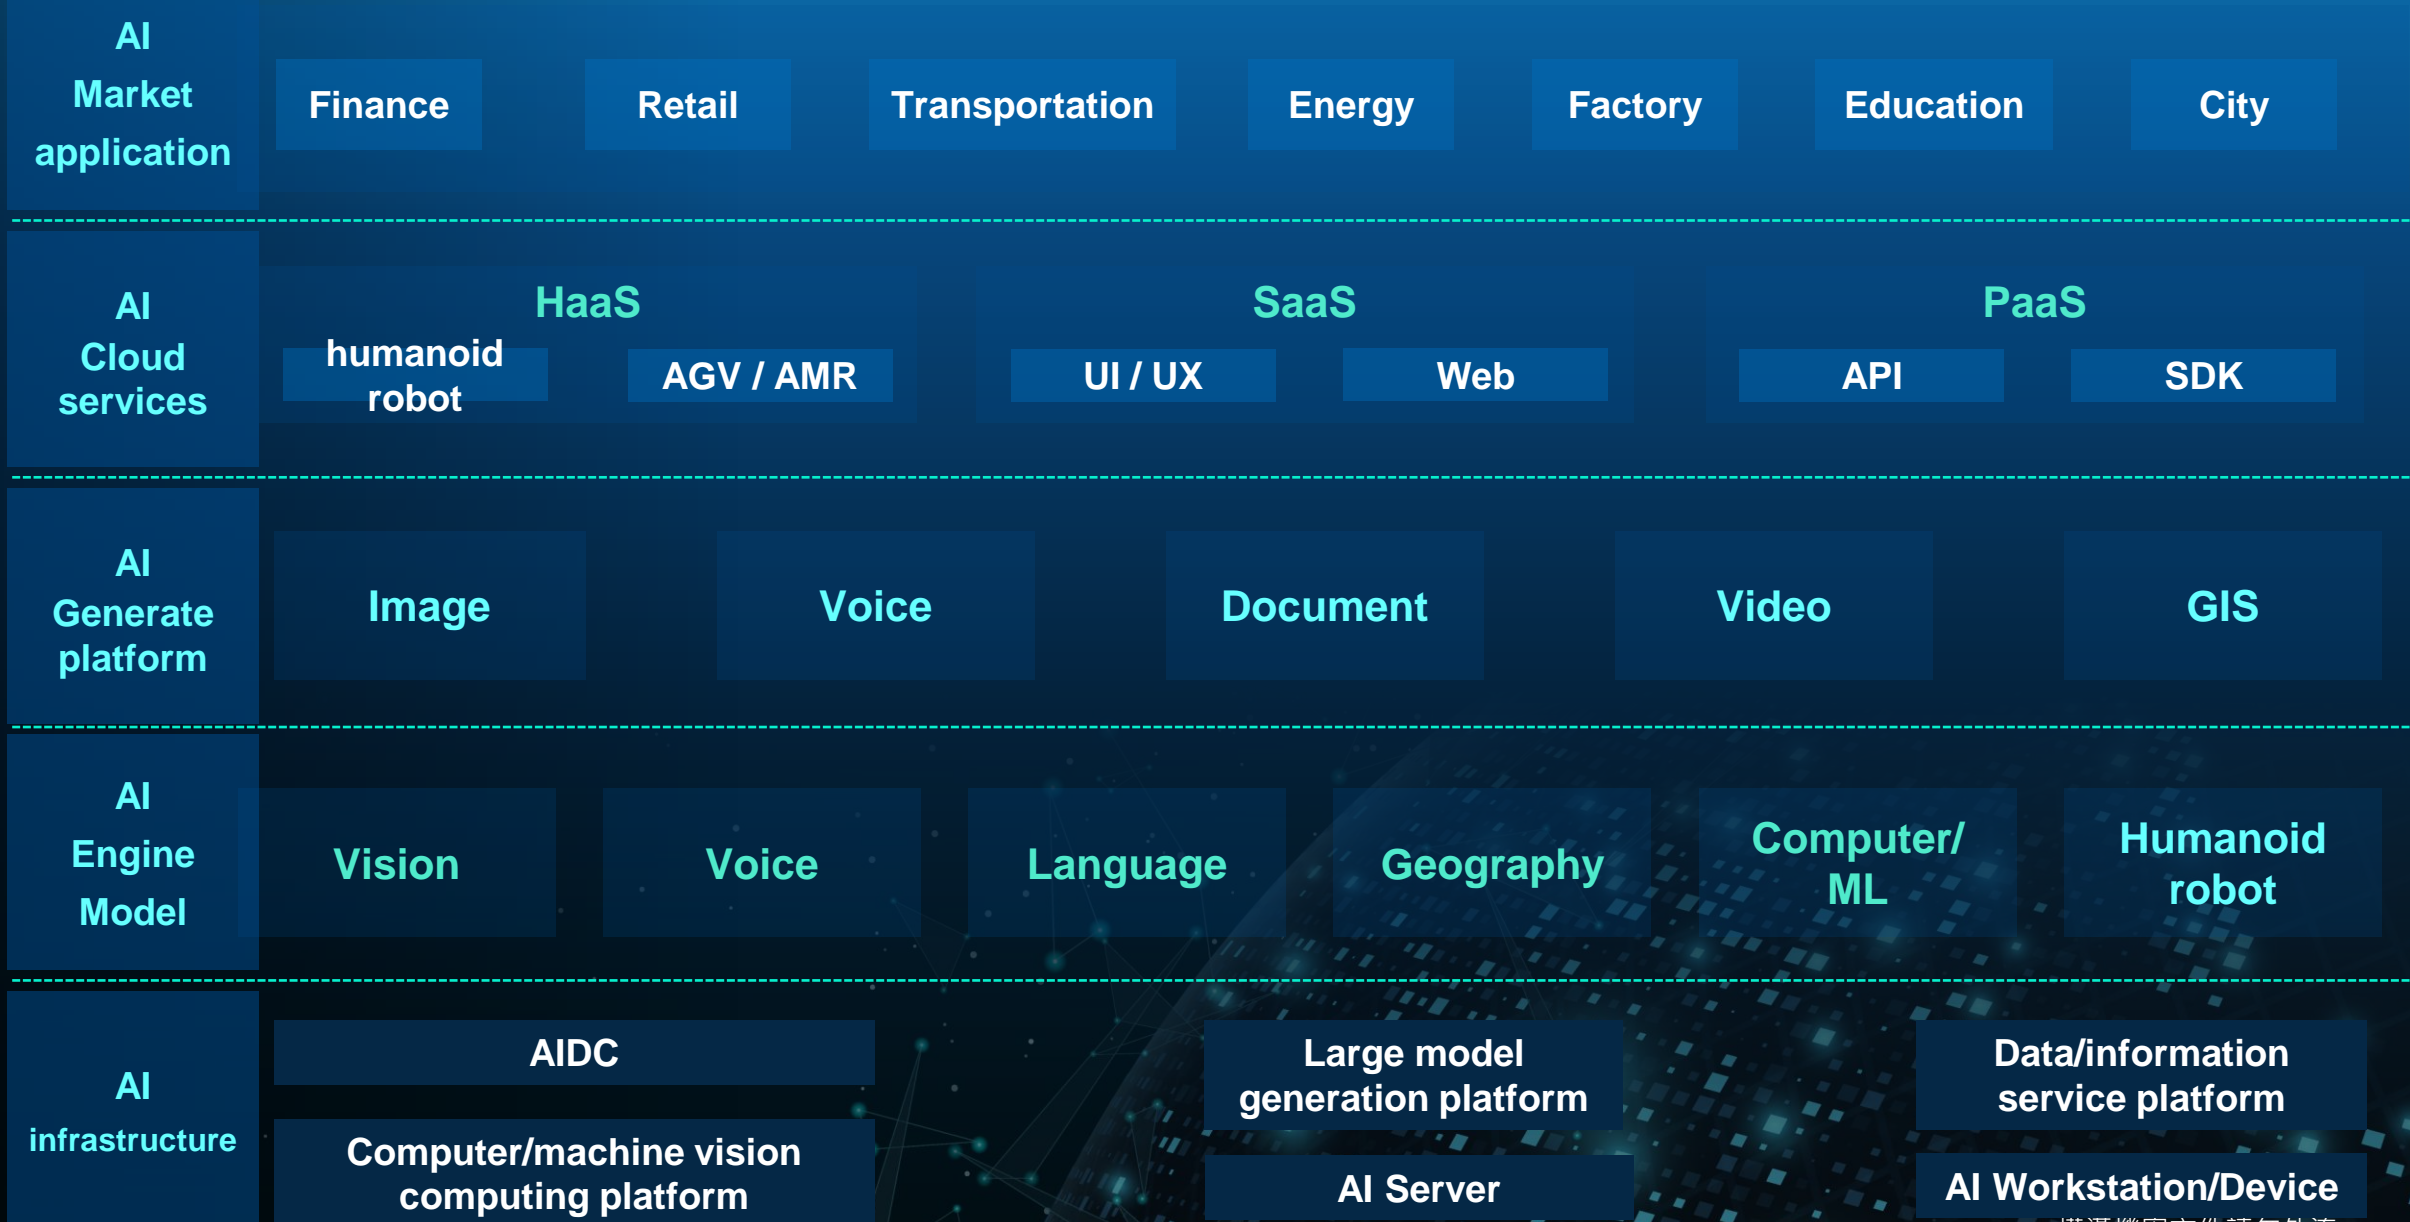 AI
Market
application
Finance
Retail
Transportation
Energy
Factory
Education
City
AI
Cloud
services
HaaS
humanoid
robot
AGV / AMR
SaaS
UI / UX
Web
PaaS
API
SDK
AI
Generate
platform
Image
Voice
Document
Video
GIS
AI
Engine
Model
Vision
Voice
Language
Geography
Computer/
ML
Humanoid
robot
AI
infrastructure
AIDC
Computer/machine vision
computing platform
Large model
generation platform
AI Server
Data/information
service platform
AI Workstation/Device